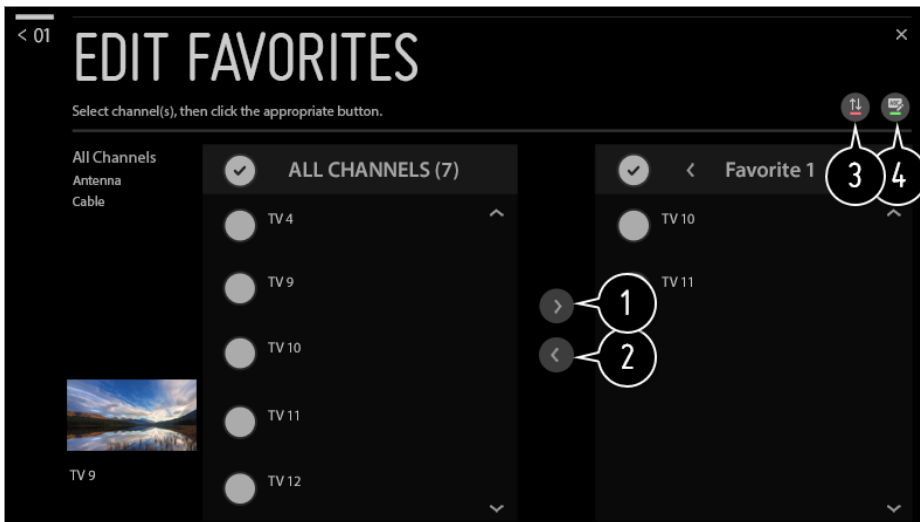 < 01
EDIT FAVORITES
×
Select channel(s), then click the appropriate button.
ABC
3
4
All Channels
Antenna
Cable
ALL CHANNELS (7)
TV 4
TV 9
TV 10
TV 11
TV 12
1
2
< Favorite 1
TV 10
TV 11
TV 9